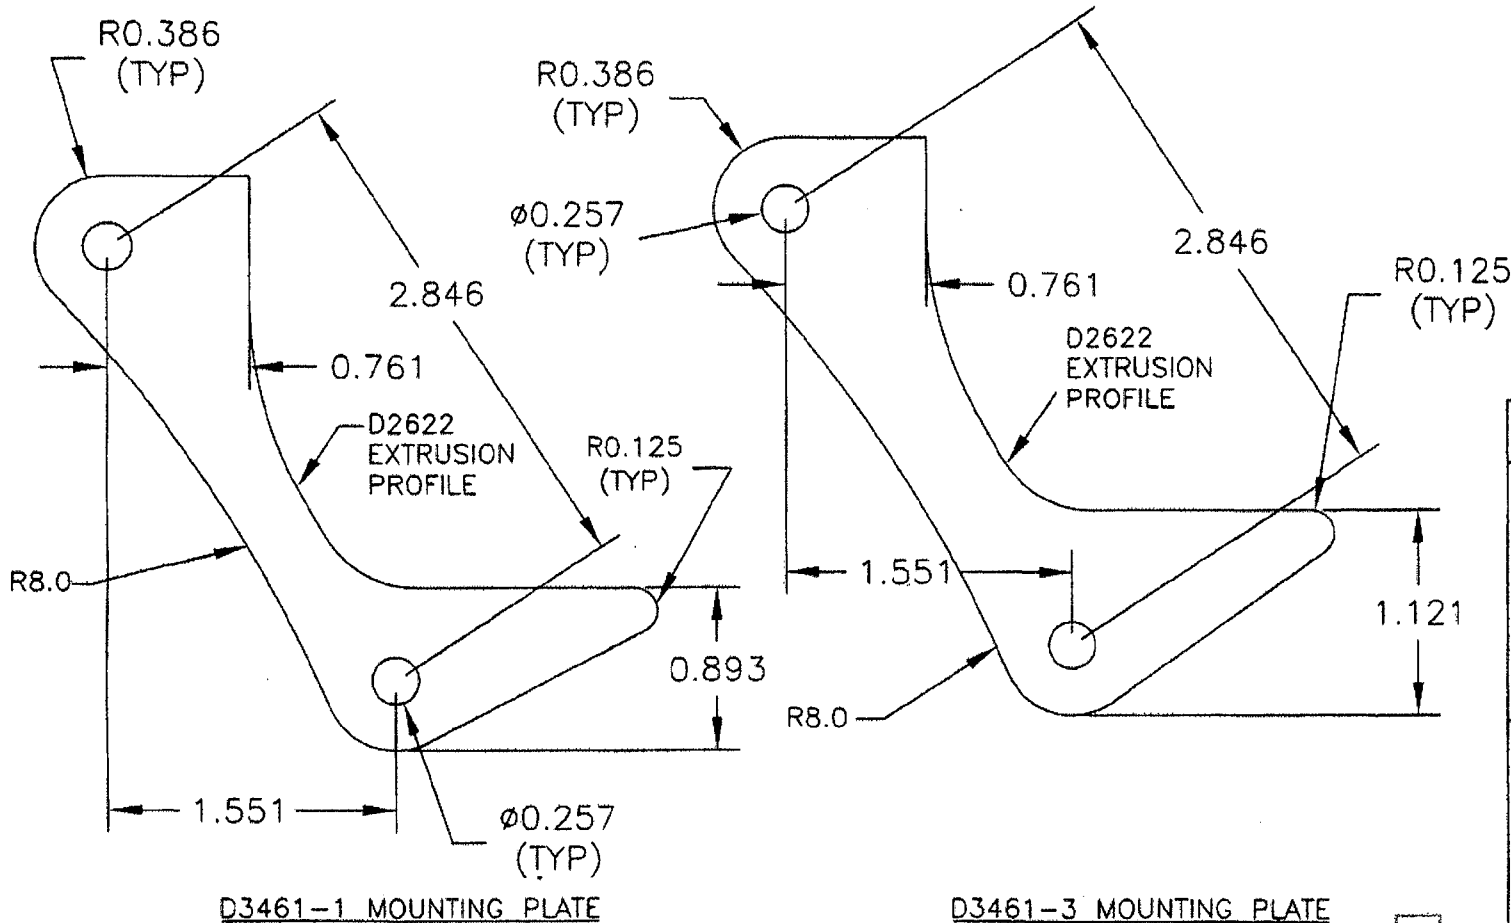 R0.386
(TYP)
2.846
0.761
D2622
EXTRUSION
PROFILE
R0.125
(TYP)
R8.0
0.893
1.551
ø0.257
(TYP)
D3461-1 MOUNTING PLATE
R0.386
(TYP)
ø0.257
(TYP)
2.846
0.761
R0.125
(TYP)
D2622
EXTRUSION
PROFILE
1.551
1.121
R8.0
D3461-3 MOUNTING PLATE